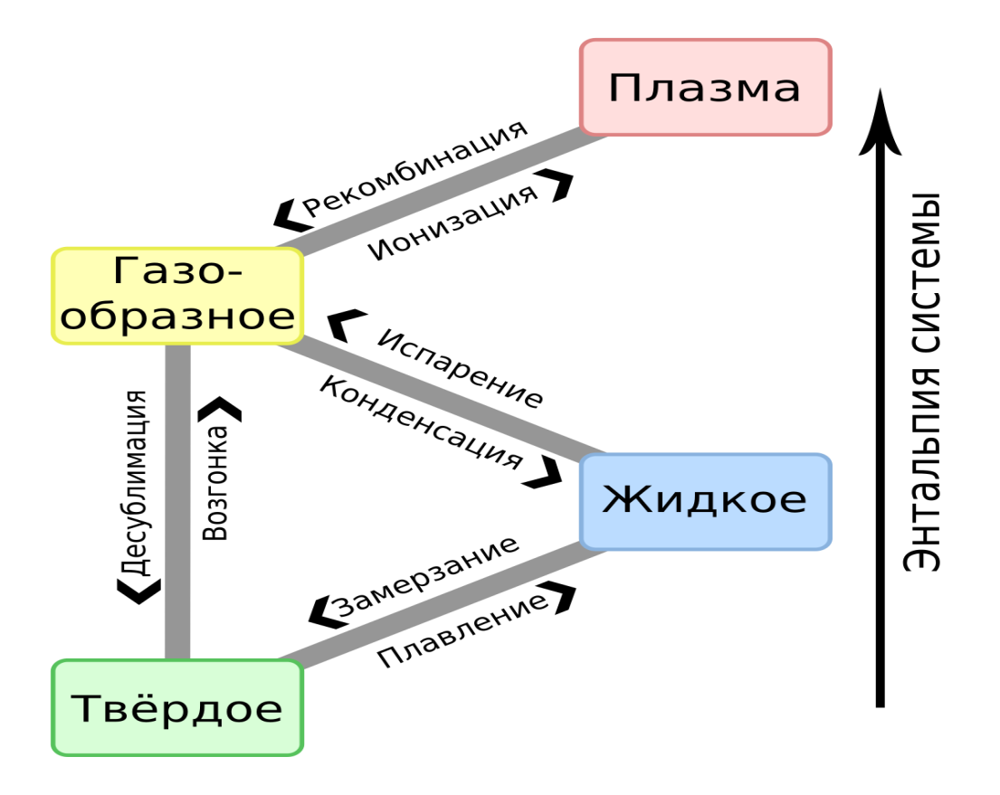 Плазма
Рекомбинация
Ионизация
Газо-
образное
Испарение
Конденсация
Десублимация
Возгонка
Жидкое
Замерзание
Плавление
Твёрдое
Энтальпия системы